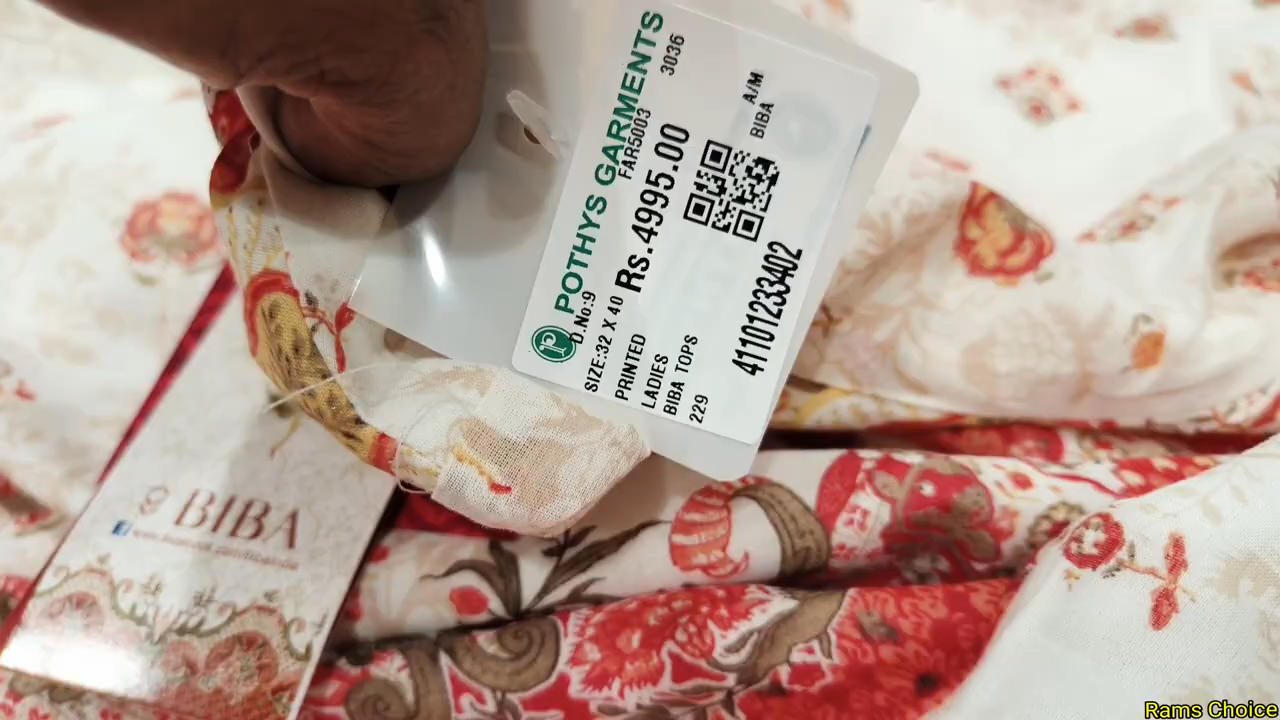 POTHYS GARMENTS
D.No:9
FAR5003
3036
SIZE:32 X 40
Rs.4995.00
PRINTED
LADIES
BIBA TOPS
229
BIBA
A/M
41101233402
BIBA
Rams Choice